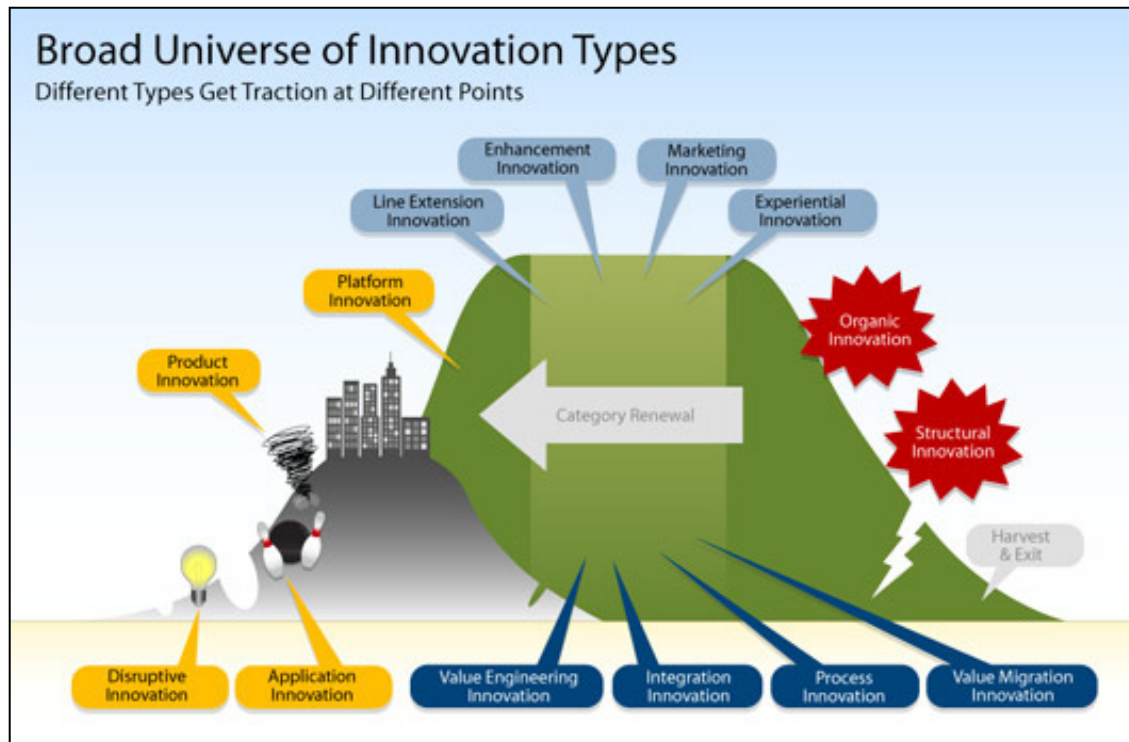 Broad Universe of Innovation Types
Different Types Get Traction at Different Points
Enhancement
Innovation
Marketing
Innovation
Line Extension
Innovation
Experiential
Innovation
Platform
Innovation
Organic
Innovation
Product
Innovation
Category Renewal
Structural
Innovation
Harvest
& Exit
Disruptive
Innovation
Application
Innovation
Value Engineering
Innovation
Integration
Innovation
Process
Innovation
Value Migration
Innovation